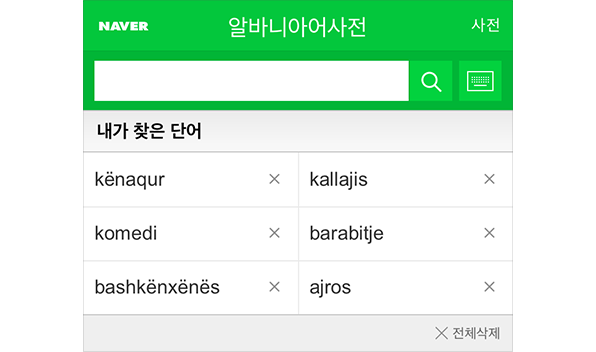 NAVER 알바니아어사전 사전
내가 찾은 단어
kënaqur kallajis
komedi barabitje
bashkënxënës ajros
전체삭제